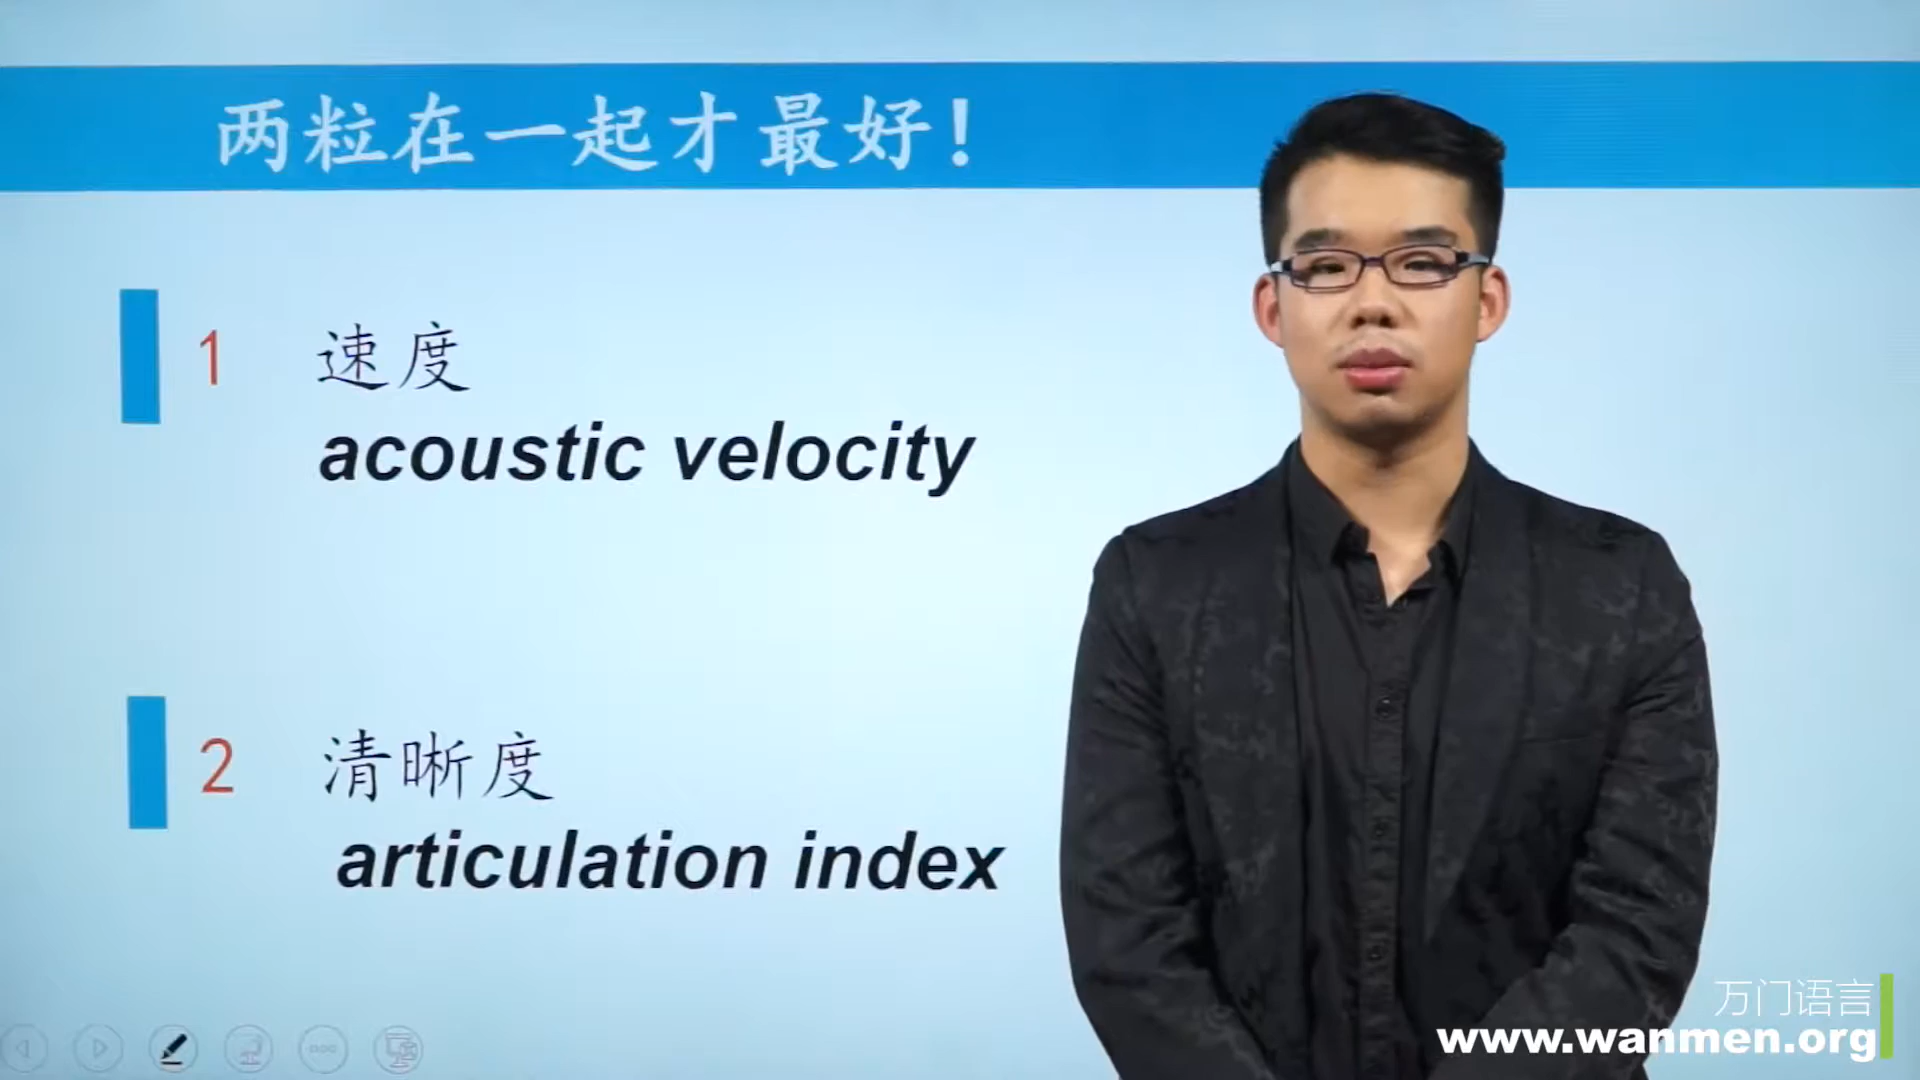 两粒在一起才最好!
1 速度
acoustic velocity
2 清晰度
articulation index
万门语言
www.wanmen.org